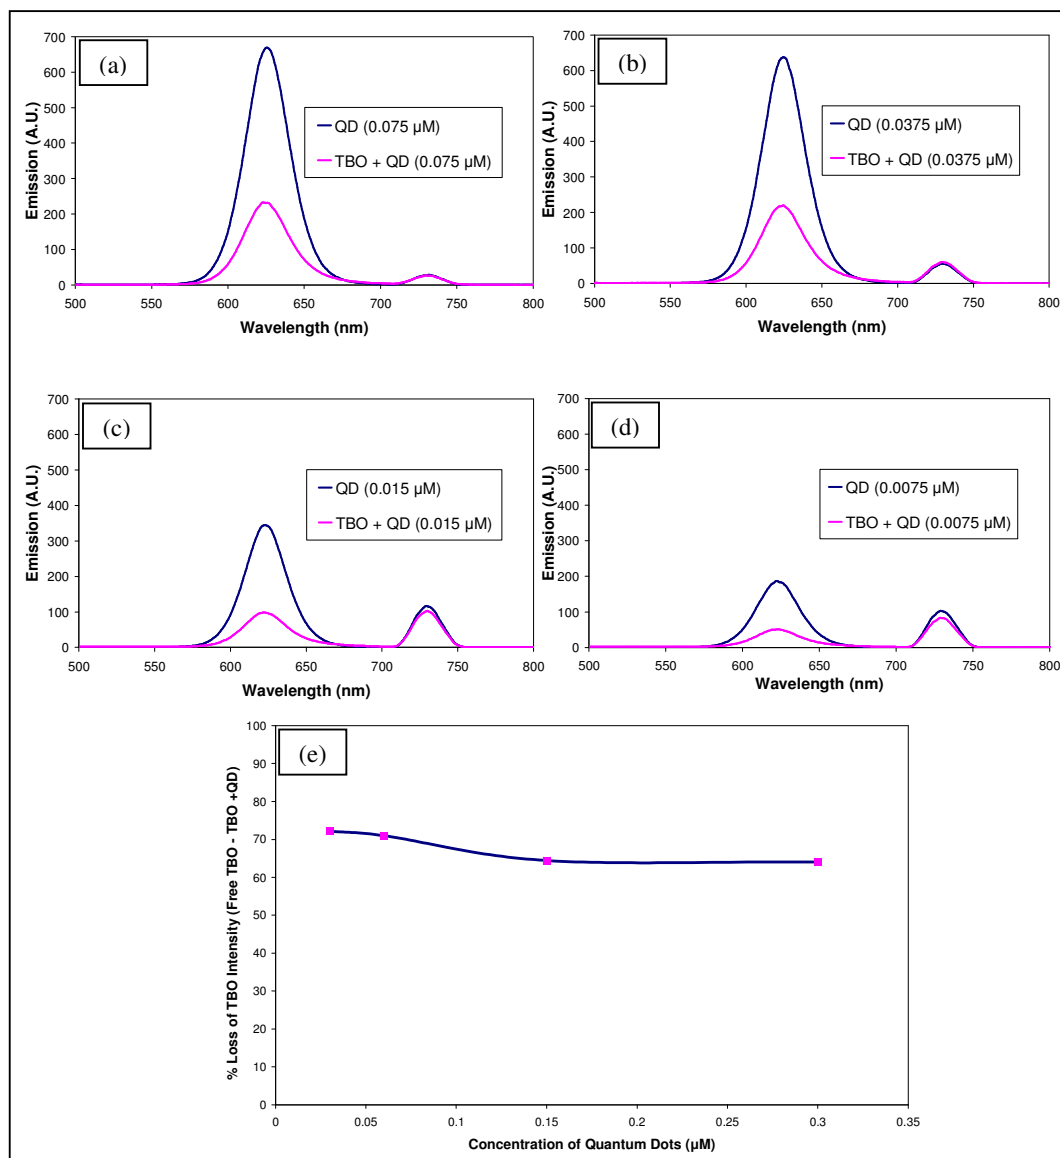 (a)
700
600
500
400
300
200
100
0
Emission (A.U.)
QD (0.075 µM)
TBO + QD (0.075 µM)
500 550 600 650 700 750 800
Wavelength (nm)
(b)
700
600
500
400
300
200
100
0
Emission (A.U.)
QD (0.0375 µM)
TBO + QD (0.0375 µM)
500 550 600 650 700 750 800
Wavelength (nm)
(c)
700
600
500
400
300
200
100
0
Emission (A.U.)
QD (0.015 µM)
TBO + QD (0.015 µM)
500 550 600 650 700 750 800
Wavelength (nm)
(d)
700
600
500
400
300
200
100
0
Emission (A.U.)
QD (0.0075 µM)
TBO + QD (0.0075 µM)
500 550 600 650 700 750 800
Wavelength (nm)
(e)
100
90
80
70
60
50
40
30
20
10
0
% Loss of TBO Intensity (Free TBO - TBO +QD)
0 0.05 0.1 0.15 0.2 0.25 0.3 0.35
Concentration of Quantum Dots (µM)